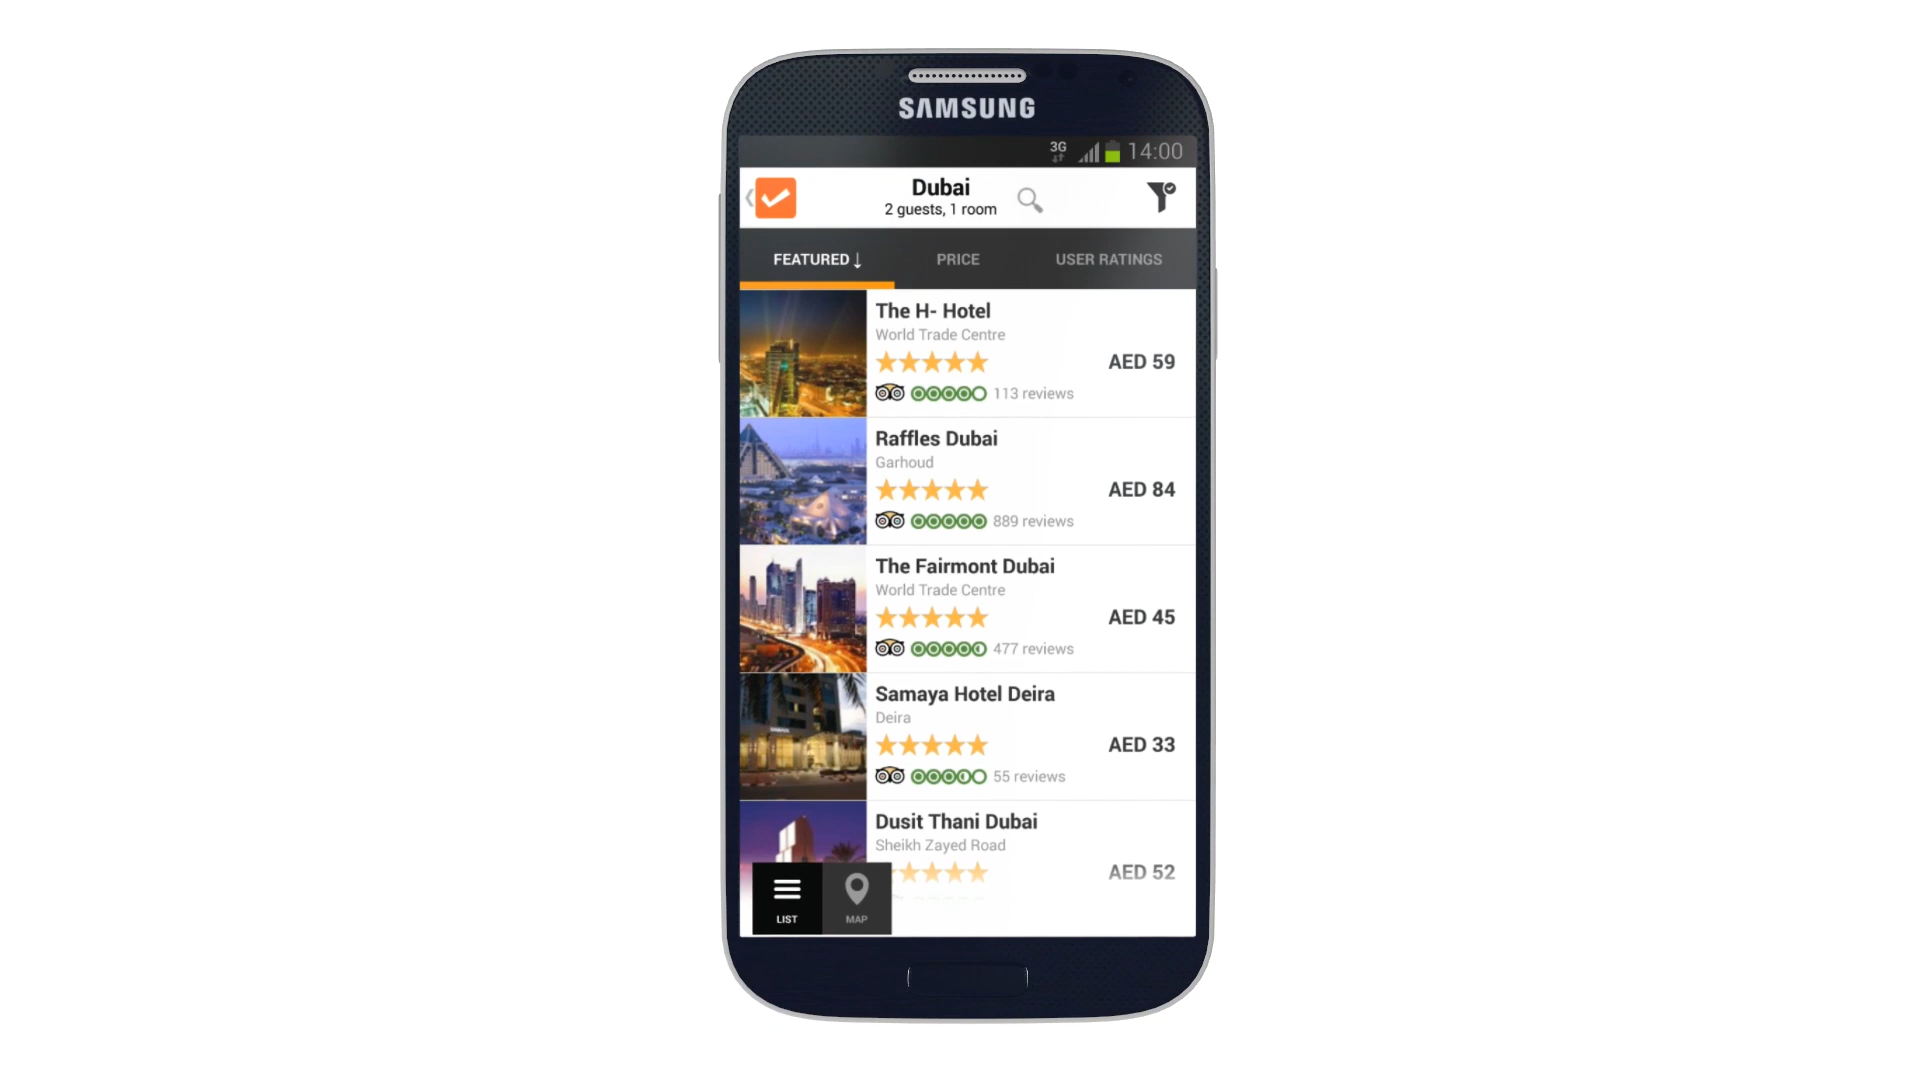 SAMSUNG
3G 14:00
Dubai
2 guests, 1 room
FEATURED ↓ PRICE USER RATINGS
The H- Hotel
World Trade Centre
AED 59
113 reviews
Raffles Dubai
Garhoud
AED 84
889 reviews
The Fairmont Dubai
World Trade Centre
AED 45
477 reviews
Samaya Hotel Deira
Deira
AED 33
55 reviews
Dusit Thani Dubai
Sheikh Zayed Road
AED 52
LIST MAP